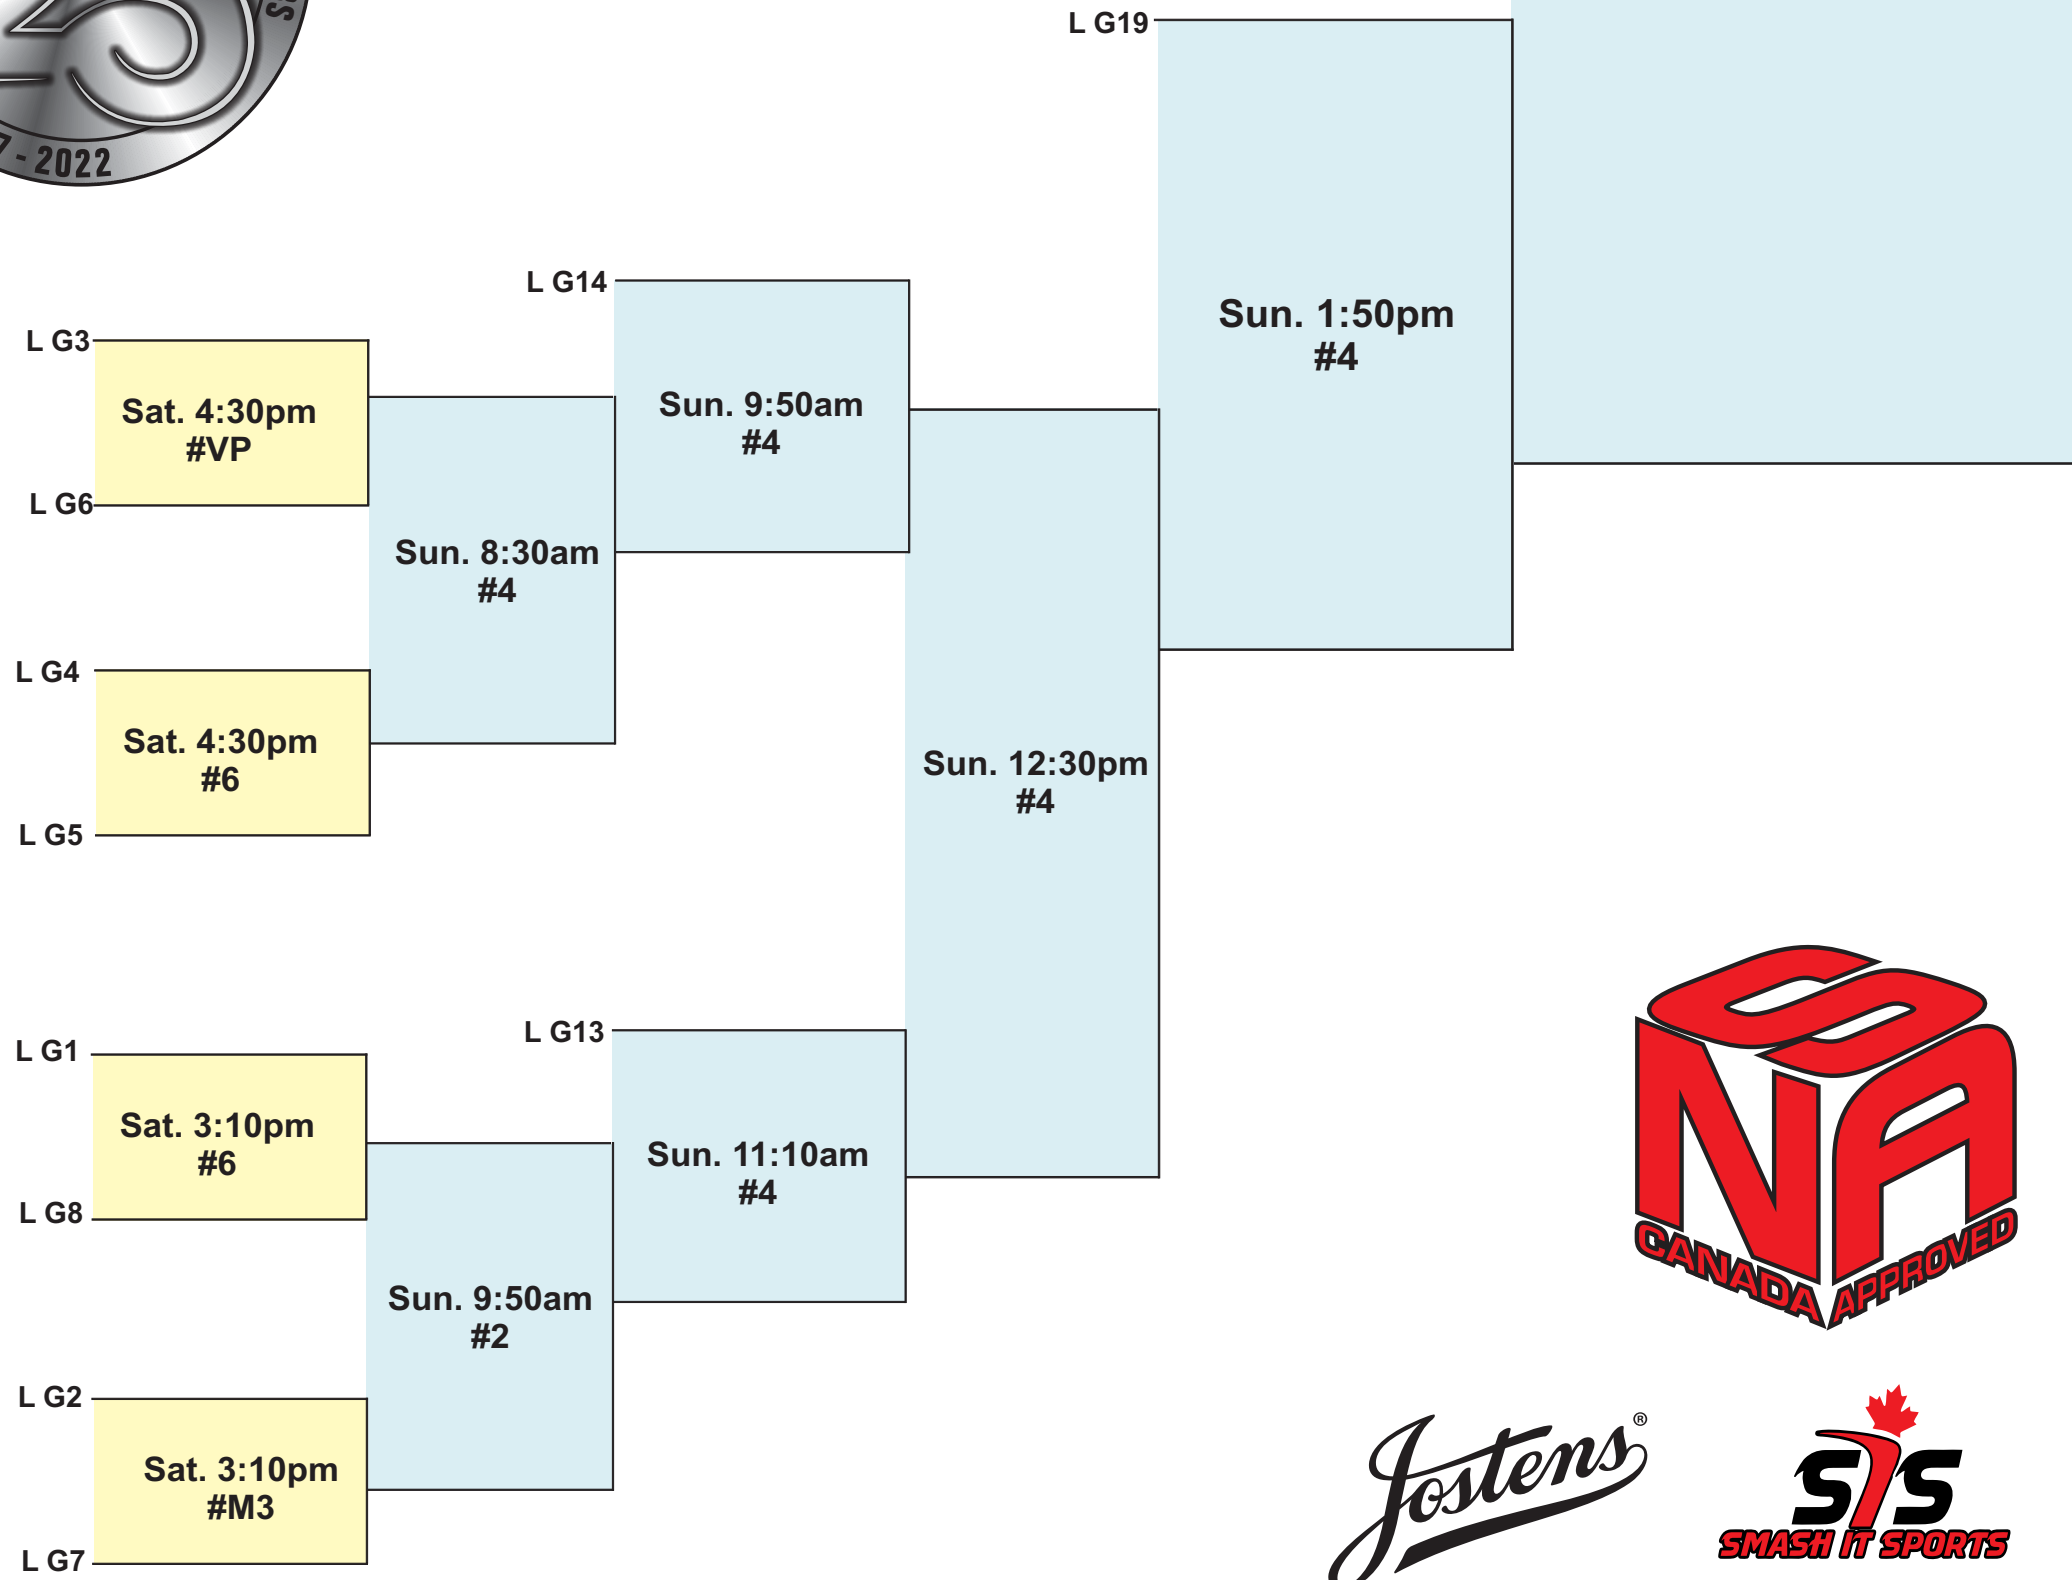 - 2022
L G19
L G14
L G3
Sun. 1:50pm
#4
Sat. 4:30pm
#VP
Sun. 9:50am
#4
L G6
Sun. 8:30am
#4
L G4
Sat. 4:30pm
#6
Sun. 12:30pm
#4
L G5
L G13
L G1
Sat. 3:10pm
#6
Sun. 11:10am
#4
L G8
NSA
CANADA APPROVED
Sun. 9:50am
#2
L G2
Sat. 3:10pm
#M3
L G7
Jostens®
SIS
SMASH IT SPORTS